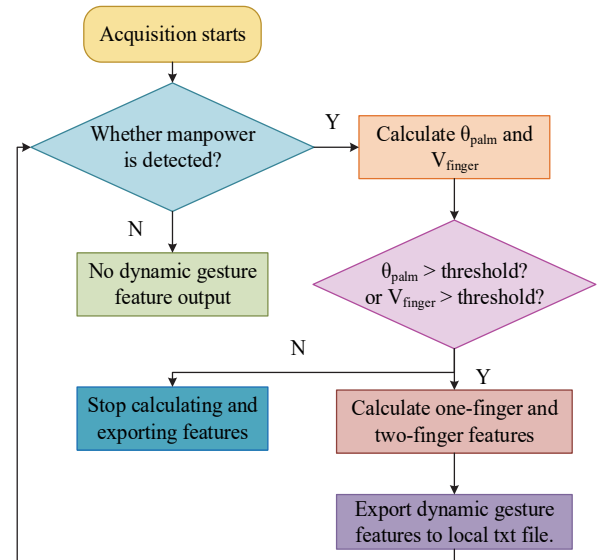 Acquisition starts
Whether manpower
is detected?
Y
Calculate θpalm and
Vfinger
N
No dynamic gesture
feature output
θpalm > threshold?
or Vfinger > threshold?
N
Y
Stop calculating and
exporting features
Calculate one-finger and
two-finger features
Export dynamic gesture
features to local txt file.